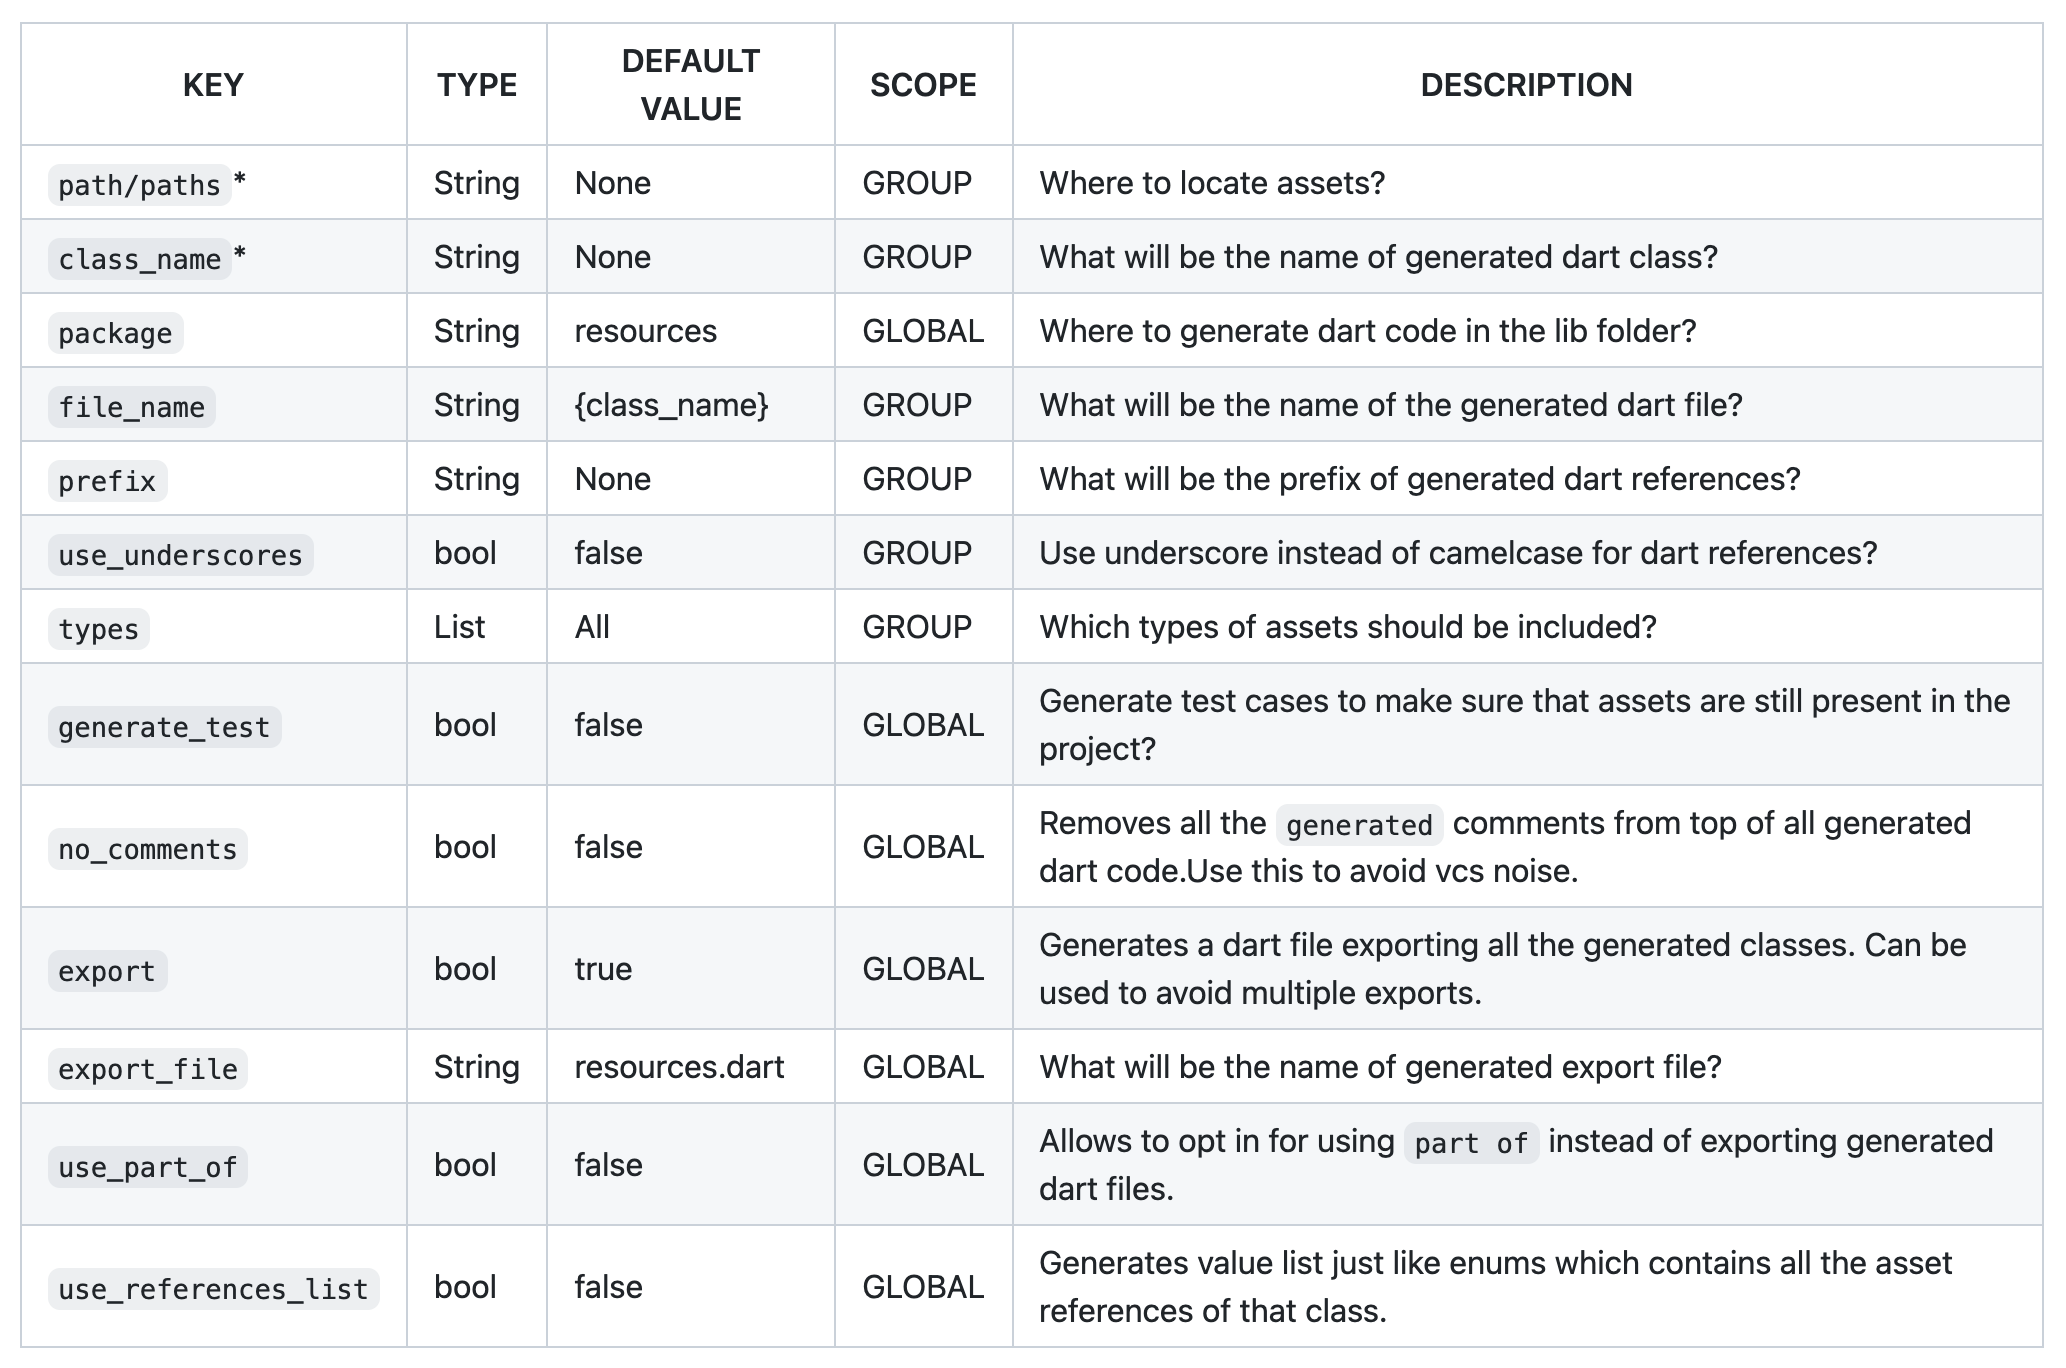 KEY TYPE DEFAULT VALUE SCOPE DESCRIPTION
path/paths* String None GROUP Where to locate assets?
class_name* String None GROUP What will be the name of generated dart class?
package String resources GLOBAL Where to generate dart code in the lib folder?
file_name String {class_name} GROUP What will be the name of the generated dart file?
prefix String None GROUP What will be the prefix of generated dart references?
use_underscores bool false GROUP Use underscore instead of camelcase for dart references?
types List All GROUP Which types of assets should be included?
generate_test bool false GLOBAL Generate test cases to make sure that assets are still present in the
project?
no_comments bool false GLOBAL Removes all the generated comments from top of all generated
dart code.Use this to avoid vcs noise.
export bool true GLOBAL Generates a dart file exporting all the generated classes. Can be
used to avoid multiple exports.
export_file String resources.dart GLOBAL What will be the name of generated export file?
use_part_of bool false GLOBAL Allows to opt in for using part of instead of exporting generated
dart files.
use_references_list bool false GLOBAL Generates value list just like enums which contains all the asset
references of that class.